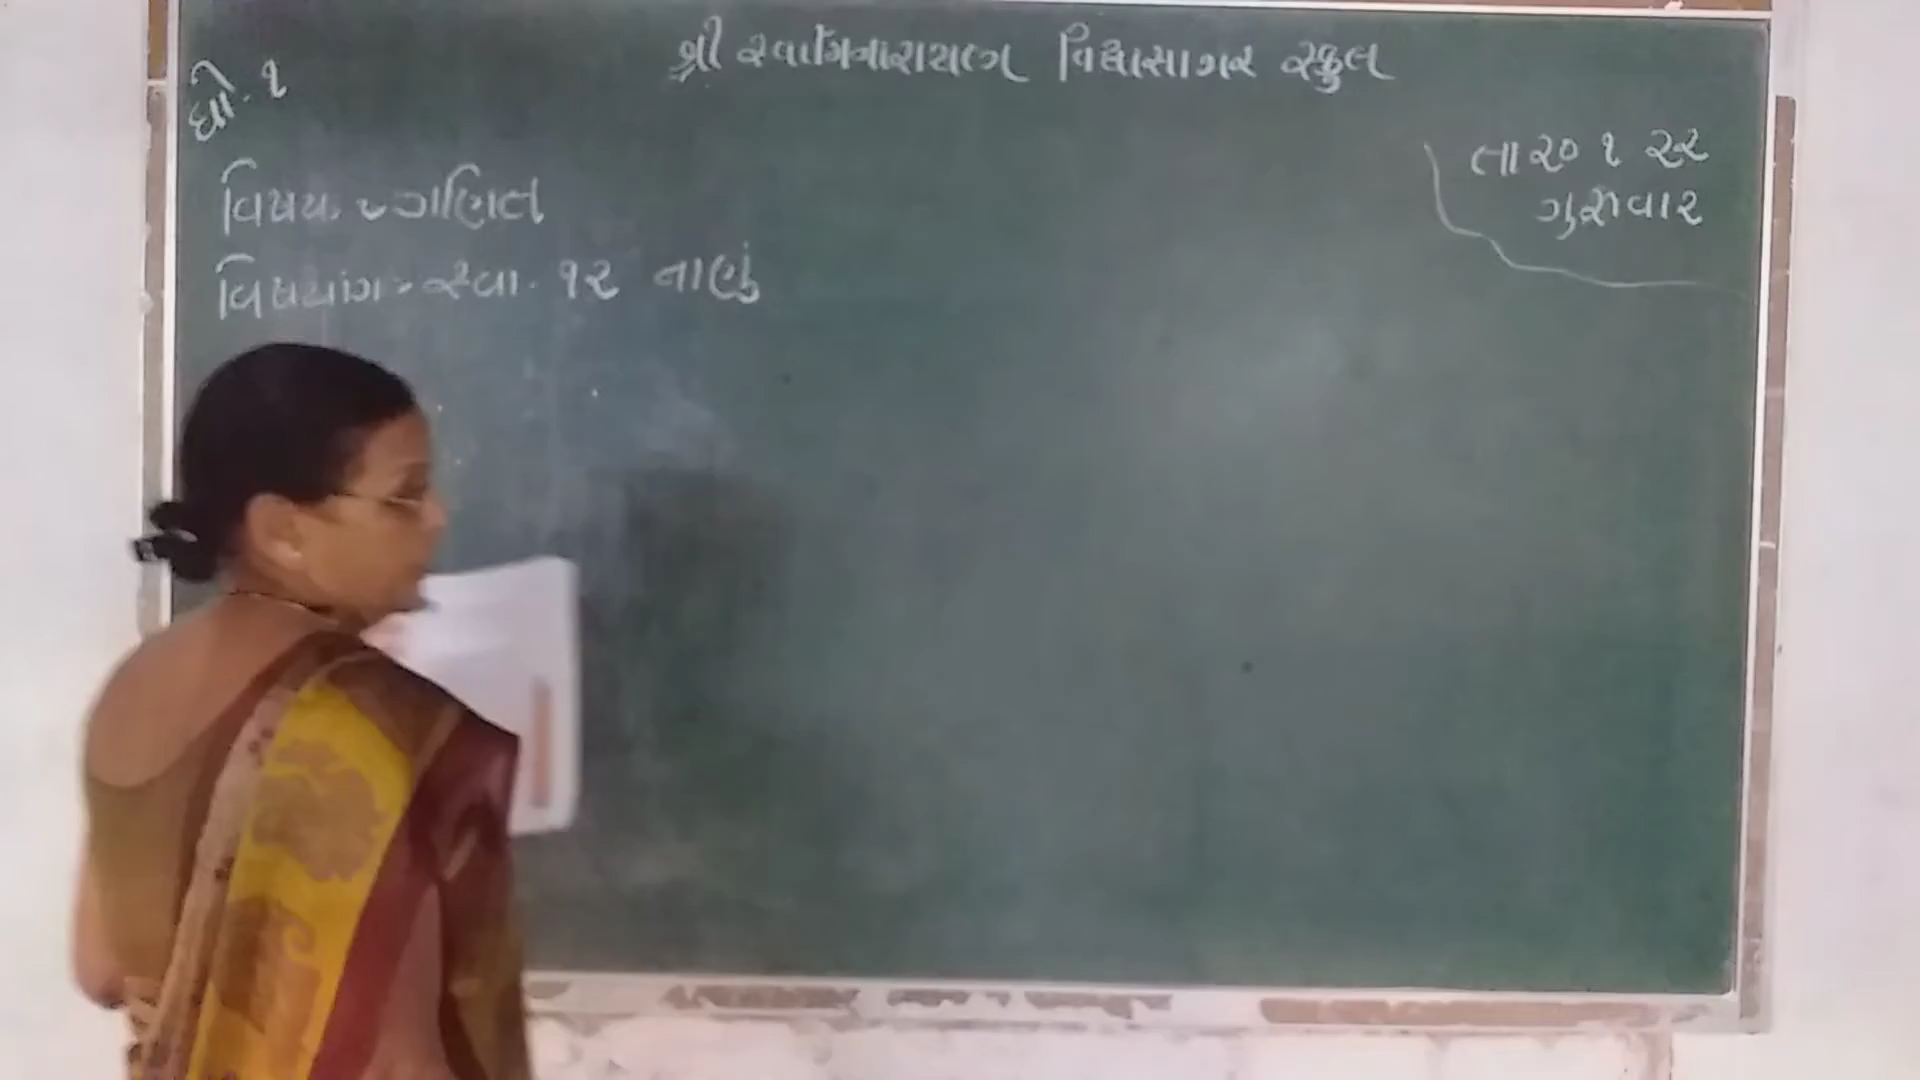 શ્રી સ્વામિનારાયણ વિદ્યાસાગર સ્કુલ
ધો. ૧
તા ૨૦ ૧ ૨૨
ગુરુવાર
વિષય :- ગણિત
વિષયાંગ :- સ્વા. ૧૨ નાણું